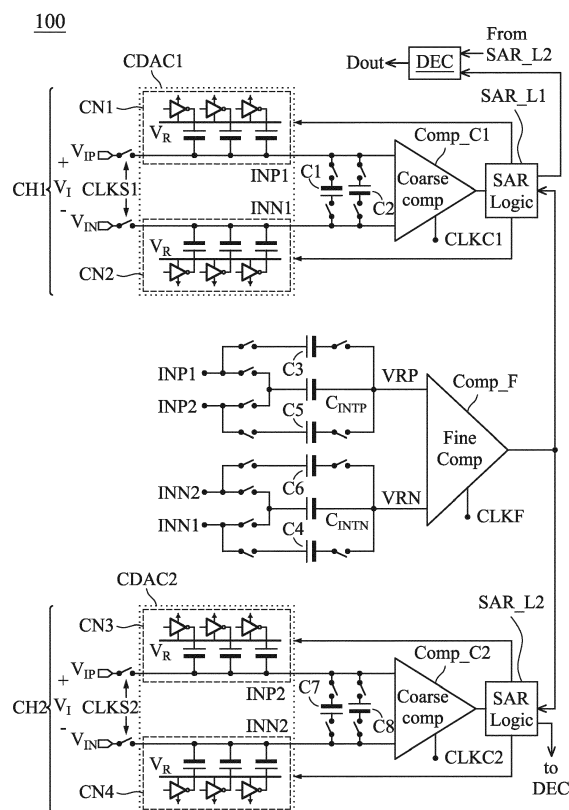 100
CDAC1
Dout
DEC
From
SAR_L2
CN1
SAR_L1
V_R
Comp_C1
V_IP
INP1
C1
C2
Coarse
comp
SAR
Logic
CH1
+
V_I
-
CLKS1
INN1
V_IN
V_R
CLKC1
CN2
C3
INP1
VRP
Comp_F
INP2
C5
C_INTP
Fine
Comp
C6
INN2
VRN
INN1
C4
C_INTN
CLKF
CDAC2
SAR_L2
CN3
V_R
Comp_C2
V_IP
INP2
C7
C8
Coarse
comp
SAR
Logic
CH2
+
V_I
-
CLKS2
INN2
V_IN
V_R
CLKC2
CN4
to
DEC